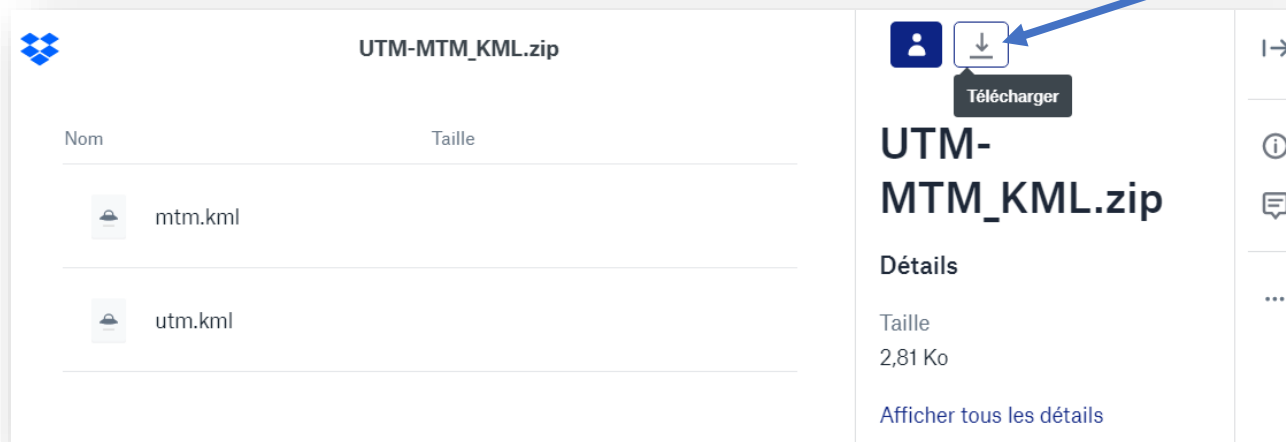 UTM-MTM_KML.zip
Nom Taille
mtm.kml
utm.kml
Télécharger
UTM-
MTM_KML.zip
Détails
Taille
2,81 Ko
Afficher tous les détails